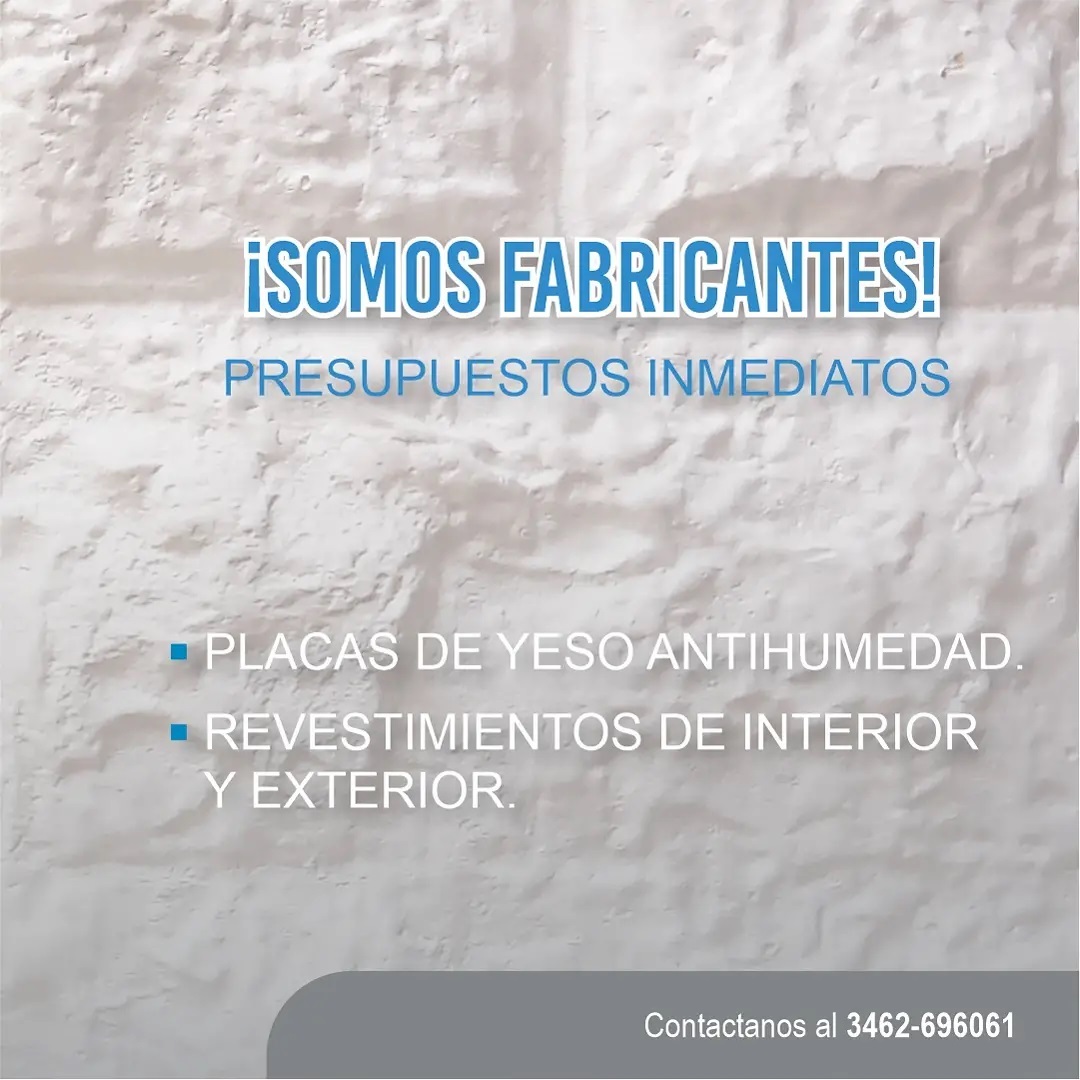 ¡SOMOS FABRICANTES!
PRESUPUESTOS INMEDIATOS
▪ PLACAS DE YESO ANTIHUMEDAD.
▪ REVESTIMIENTOS DE INTERIOR
Y EXTERIOR.
Contactanos al 3462-696061